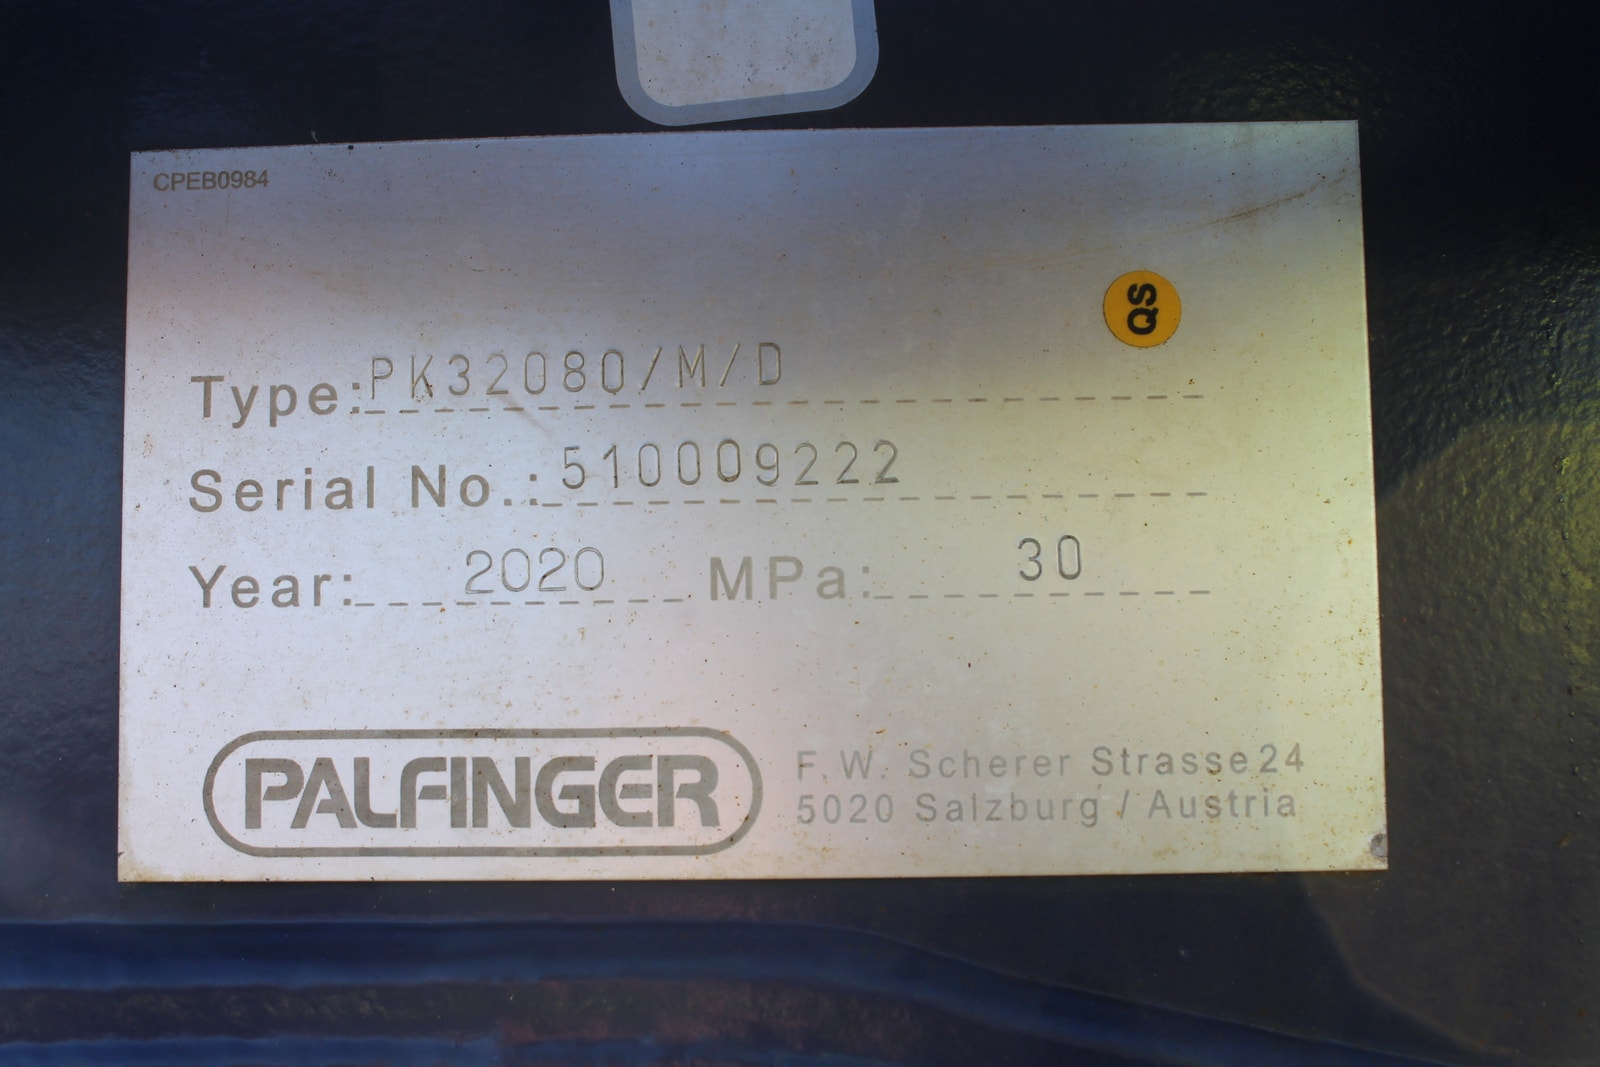 CPEB0984
QS
Type: PK32080/M/D
Serial No.: 510009222
Year: 2020 MPa: 30
PALFINGER
F. W. Scherer Strasse 24
5020 Salzburg / Austria